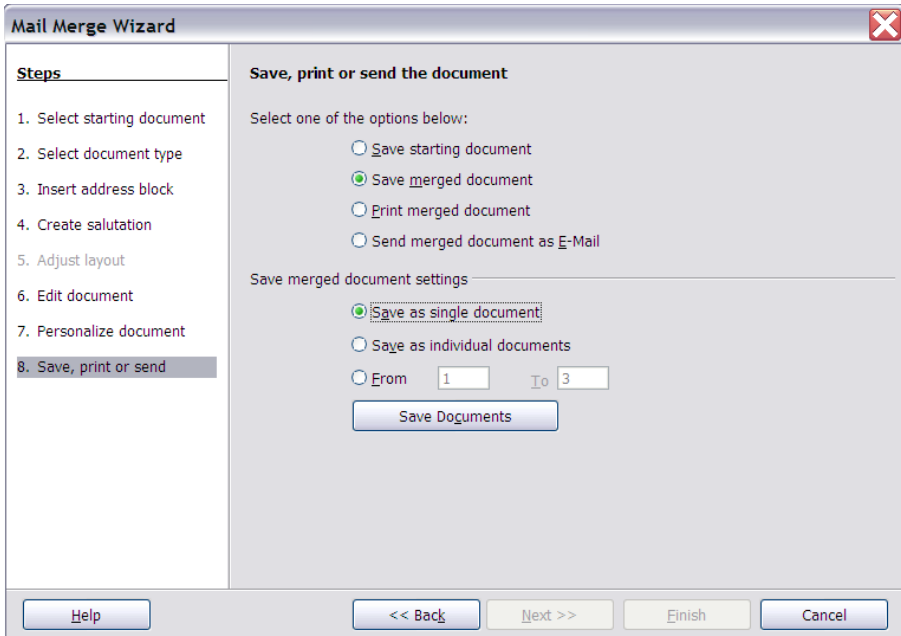 Mail Merge Wizard
Steps
1. Select starting document
2. Select document type
3. Insert address block
4. Create salutation
5. Adjust layout
6. Edit document
7. Personalize document
8. Save, print or send
Save, print or send the document
Select one of the options below:
Save starting document
Save merged document
Print merged document
Send merged document as E-Mail
Save merged document settings
Save as single document
Save as individual documents
From 1 To 3
Save Documents
Help << Back Next >> Finish Cancel